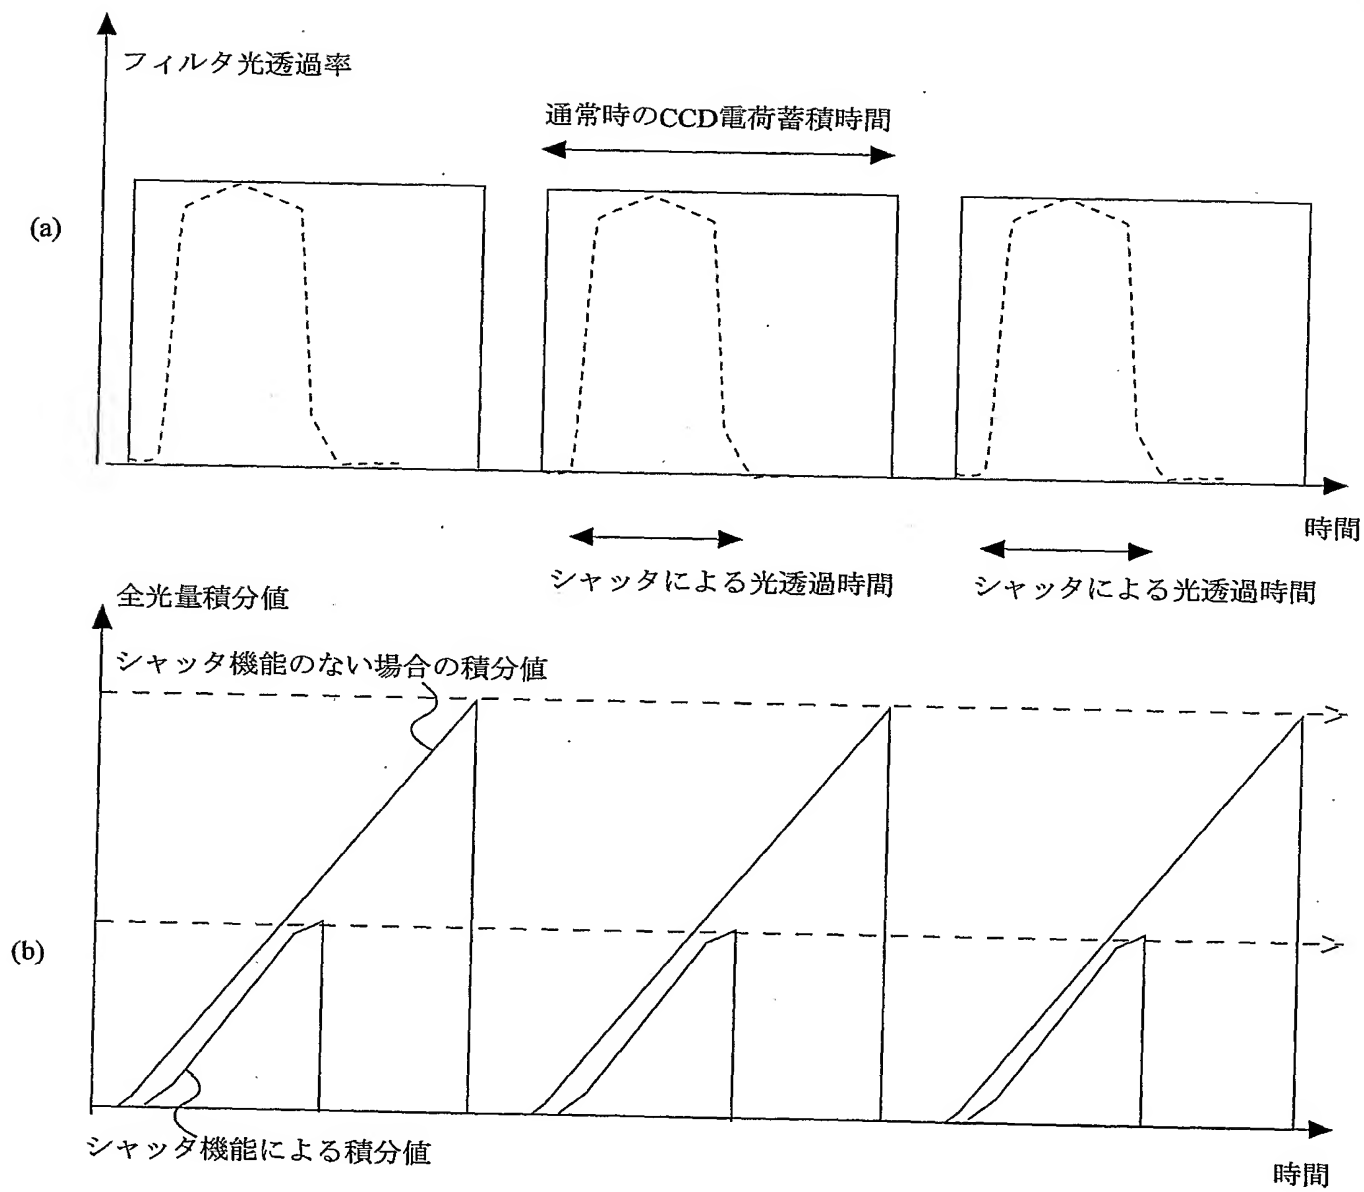 フィルタ光透過率
通常時のCCD電荷蓄積時間
(a)
時間
シャッタによる光透過時間
シャッタによる光透過時間
全光量積分値
シャッタ機能のない場合の積分値
(b)
シャッタ機能による積分値
時間